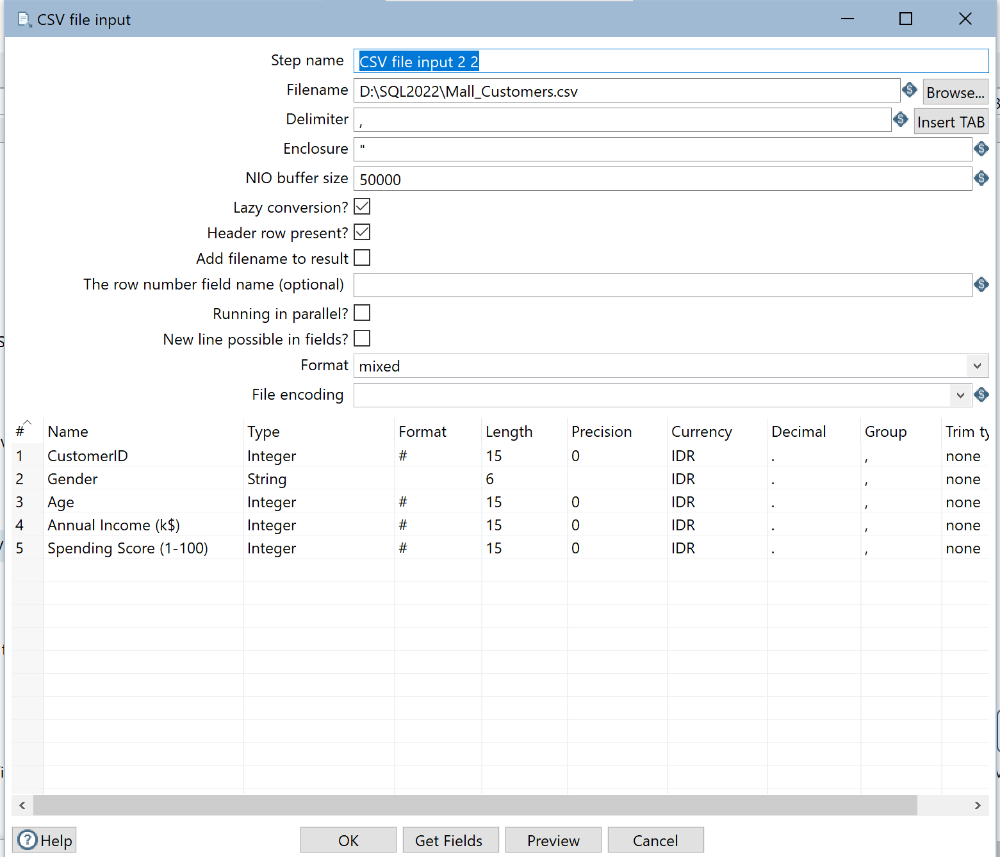 CSV file input
Step name CSV file input 2 2
Filename D:\SQL2022\Mall_Customers.csv Browse...
Delimiter , Insert TAB
Enclosure "
NIO buffer size 50000
Lazy conversion?
Header row present?
Add filename to result
The row number field name (optional)
Running in parallel?
New line possible in fields?
Format mixed
File encoding
# Name Type Format Length Precision Currency Decimal Group Trim ty
1 CustomerID Integer # 15 0 IDR . , none
2 Gender String 6 IDR . , none
3 Age Integer # 15 0 IDR . , none
4 Annual Income (k$) Integer # 15 0 IDR . , none
5 Spending Score (1-100) Integer # 15 0 IDR . , none
Help OK Get Fields Preview Cancel